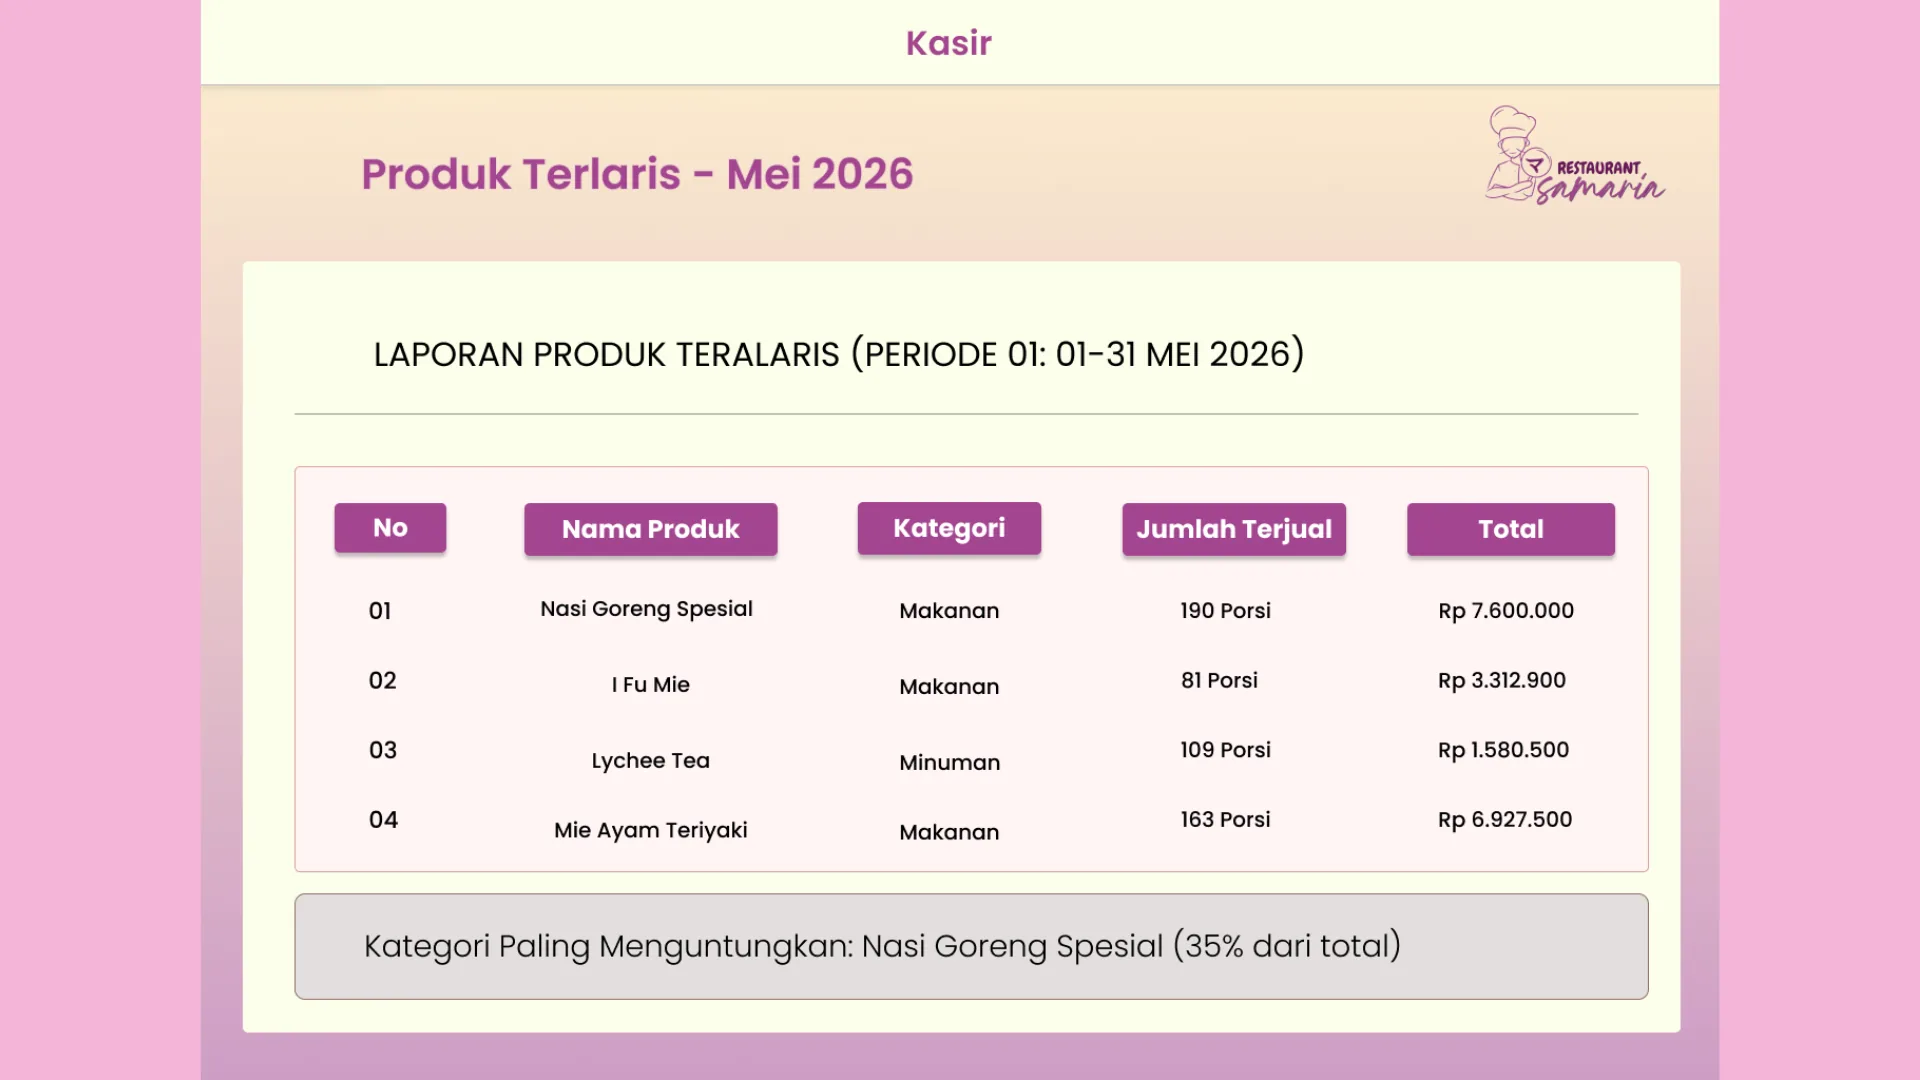 Kasir
Produk Terlaris - Mei 2026
RESTAURANT
samaria
LAPORAN PRODUK TERALARIS (PERIODE 01: 01-31 MEI 2026)
No Nama Produk Kategori Jumlah Terjual Total
01 Nasi Goreng Spesial Makanan 190 Porsi Rp 7.600.000
02 I Fu Mie Makanan 81 Porsi Rp 3.312.900
03 Lychee Tea Minuman 109 Porsi Rp 1.580.500
04 Mie Ayam Teriyaki Makanan 163 Porsi Rp 6.927.500
Kategori Paling Menguntungkan: Nasi Goreng Spesial (35% dari total)